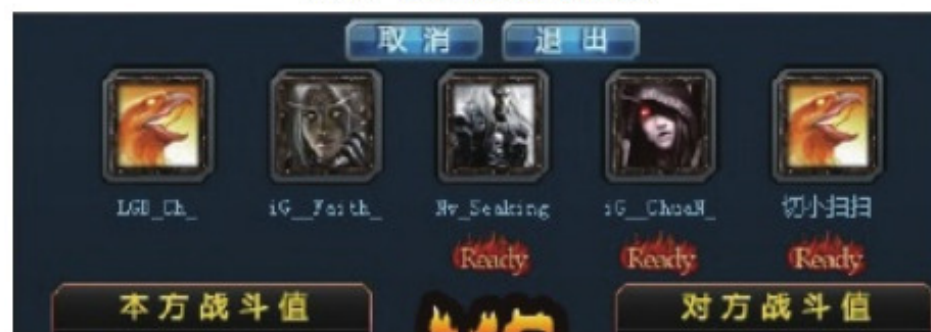 取消 退出
LGD_Ch_ iG__Faith_ Nv_Seaking iG__ChuaN_ 切小扫扫
Ready Ready Ready
本方战斗值 VS 对方战斗值